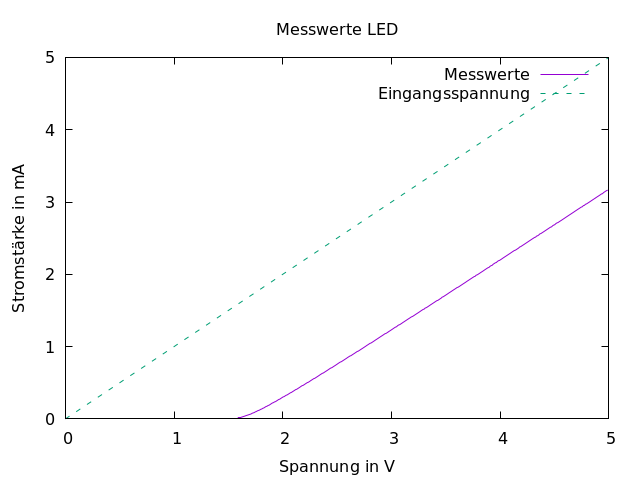 Messwerte LED
Messwerte
Eingangsspannung
5
4
3
2
1
0
Stromstärke in mA
0 1 2 3 4 5
Spannung in V